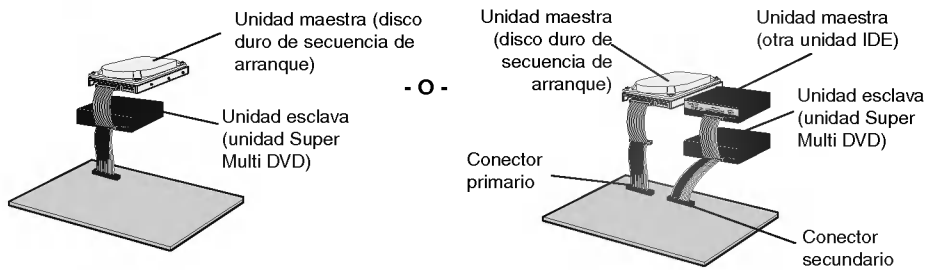 Unidad maestra (disco
duro de secuencia de
arranque)
Unidad esclava
(unidad Super
Multi DVD)
- O -
Unidad maestra
(disco duro de
secuencia de
arranque)
Unidad maestra
(otra unidad IDE)
Unidad esclava
(unidad Super
Multi DVD)
Conector
primario
Conector
secundario